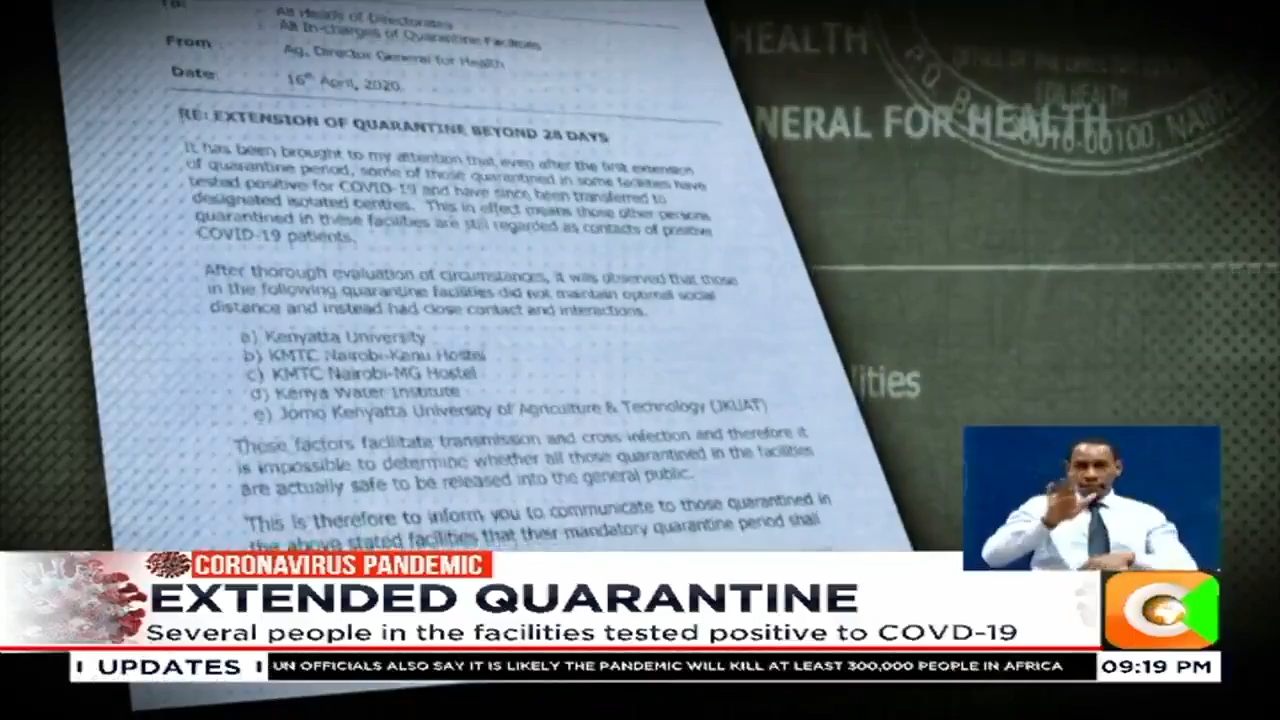 To:
All Heads of Directorates
All In-charges of Quarantine Facilities
From :
Ag. Director General for Health
Date:
16th April, 2020.
RE: EXTENSION OF QUARANTINE BEYOND 28 DAYS
It has been brought to my attention that even after the first extension
of quarantine period, some of those quarantined in some facilities have
tested positive for COVID-19 and have since been transferred to
designated isolated centres. This in effect means those other persons
quarantined in these facilities are still regarded as contacts of positive
COVID-19 patients.
After thorough evaluation of circumstances, it was observed that those
in the following quarantine facilities did not maintain optimal social
distance and instead had close contact and interactions.
a) Kenyatta University
b) KMTC Nairobi-Kenu Hostel
c) KMTC Nairobi-MG Hostel
d) Kenya Water Institute
e) Jomo Kenyatta University of Agriculture & Technology (JKUAT)
These factors facilitate transmission and cross infection and therefore it
is impossible to determine whether all those quarantined in the facilities
are actually safe to be released into the general public.
This is therefore to inform you to communicate to those quarantined in
the above stated facilities that their mandatory quarantine period shall
HEALTH
NERAL FOR HEALTH
ities
CORONAVIRUS PANDEMIC
EXTENDED QUARANTINE
Several people in the facilities tested positive to COVD-19
UPDATES
UN OFFICIALS ALSO SAY IT IS LIKELY THE PANDEMIC WILL KILL AT LEAST 300,000 PEOPLE IN AFRICA
09:19 PM